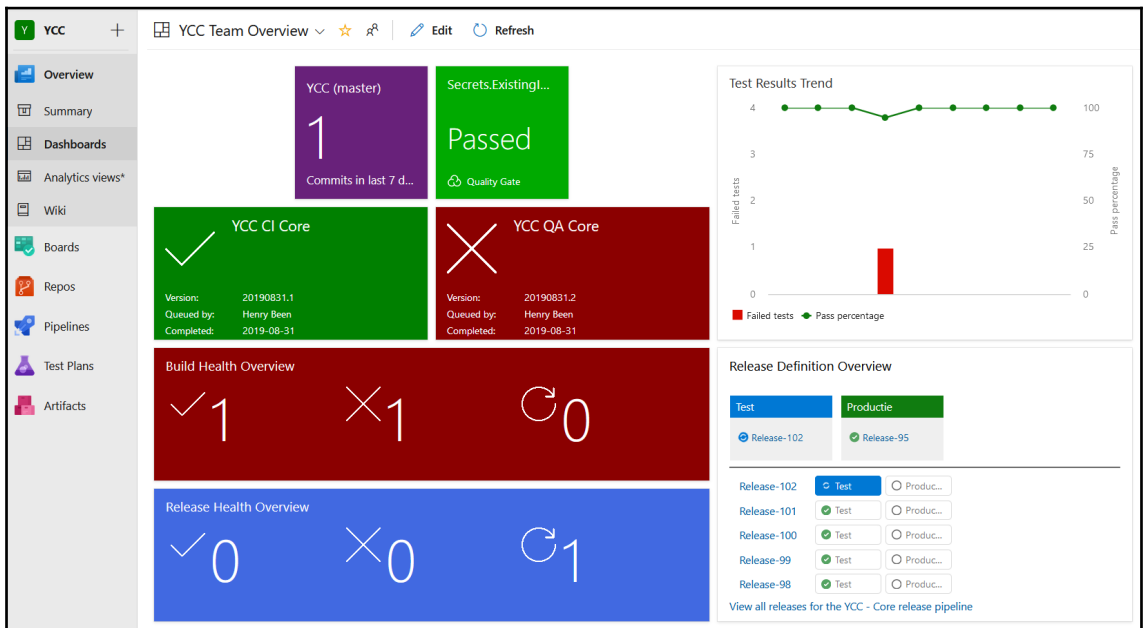 Y YCC
YCC Team Overview Edit Refresh
Overview
Summary
Dashboards
Analytics views*
Wiki
Boards
Repos
Pipelines
Test Plans
Artifacts
YCC (master)
1
Commits in last 7 d...
Secrets.ExistingI...
Passed
Quality Gate
YCC CI Core
Version: 20190831.1
Queued by: Henry Been
Completed: 2019-08-31
YCC QA Core
Version: 20190831.2
Queued by: Henry Been
Completed: 2019-08-31
Build Health Overview
1 1 0
Release Health Overview
0 0 1
Test Results Trend
4 100
3 75
2 50
1 25
0 0
Failed tests
Pass percentage
Failed tests Pass percentage
Release Definition Overview
Test Productie
Release-102 Release-95
Release-102 Test Produc...
Release-101 Test Produc...
Release-100 Test Produc...
Release-99 Test Produc...
Release-98 Test Produc...
View all releases for the YCC - Core release pipeline